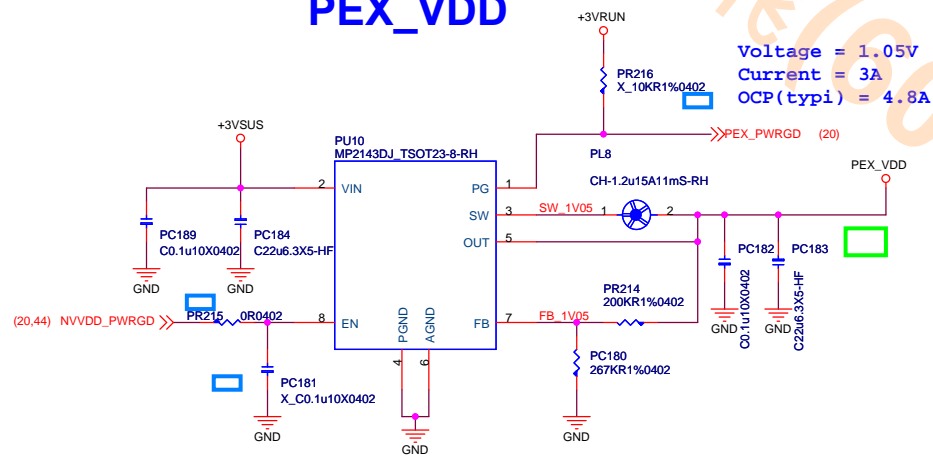 PEX_VDD
+3VRUN
Voltage = 1.05V
Current = 3A
OCP(typi) = 4.8A
PR216
X_10KR1%0402
+3VSUS
PEX_PWRGD (20)
PU10
MP2143DJ_TSOT23-8-RH
PL8
CH-1.2u15A11mS-RH
PEX_VDD
2 VIN
PG 1
SW 3 SW_1V05 1 2
OUT 5
PC189
C0.1u10X0402
PC184
C22u6.3X5-HF
GND
GND
PC182
C0.1u10X0402
PC183
C22u6.3X5-HF
GND
GND
PR214
200KR1%0402
(20,44) NVVDD_PWRGD
PR215 0R0402
8 EN
FB 7 FB_1V05
PGND
AGND
4
6
PC180
267KR1%0402
PC181
X_C0.1u10X0402
GND
GND
GND